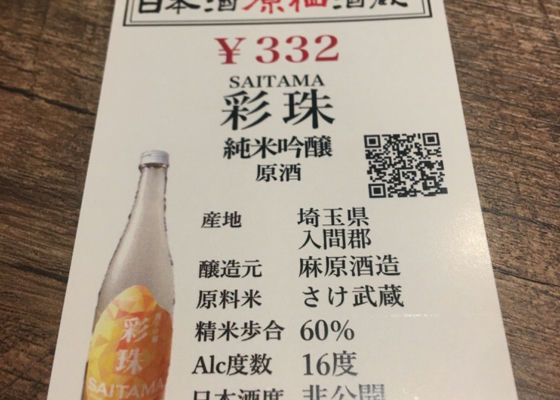 日本酒原価酒蔵
¥332
SAITAMA
彩珠
純米吟醸
原酒
産地 埼玉県
入間郡
醸造元 麻原酒造
原料米 さけ武蔵
精米歩合 60%
Alc度数 16度
日本酒度 非公開
彩珠
SAITAMA